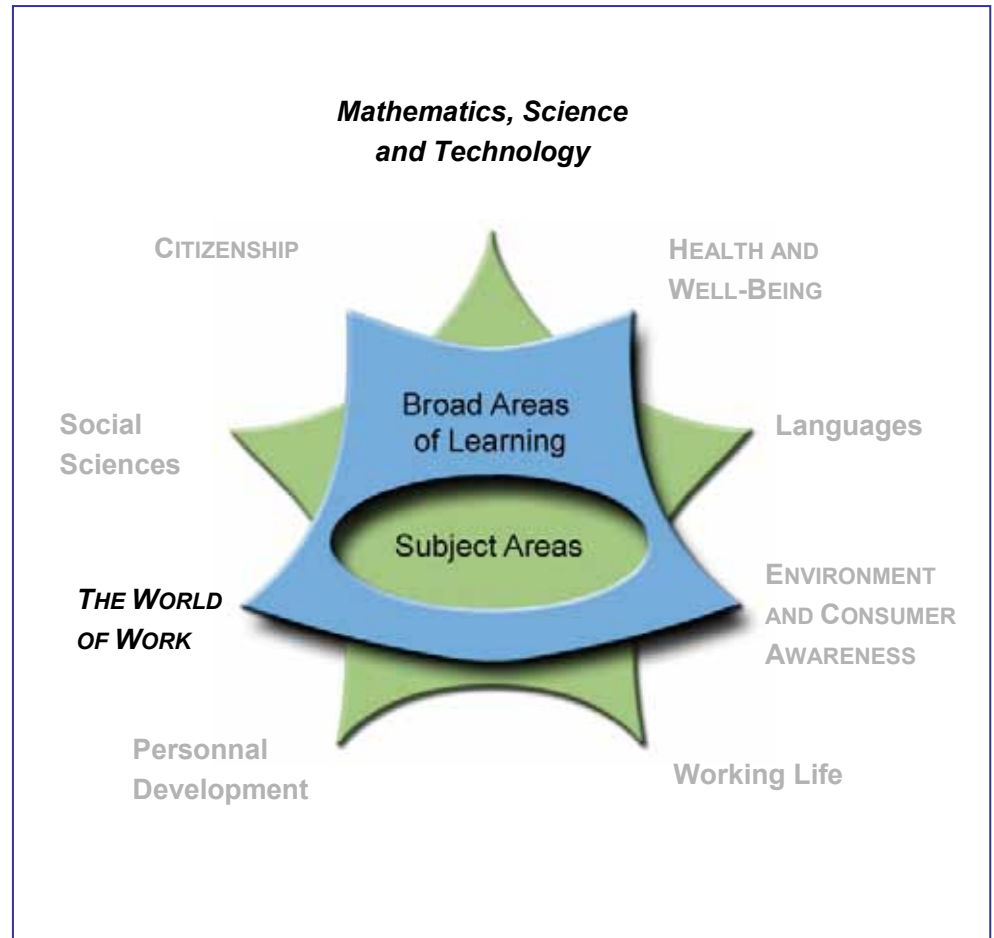 Mathematics, Science
and Technology
CITIZENSHIP
HEALTH AND
WELL-BEING
Broad Areas
of Learning
Social
Sciences
Languages
Subject Areas
THE WORLD
OF WORK
ENVIRONMENT
AND CONSUMER
AWARENESS
Personnal
Development
Working Life